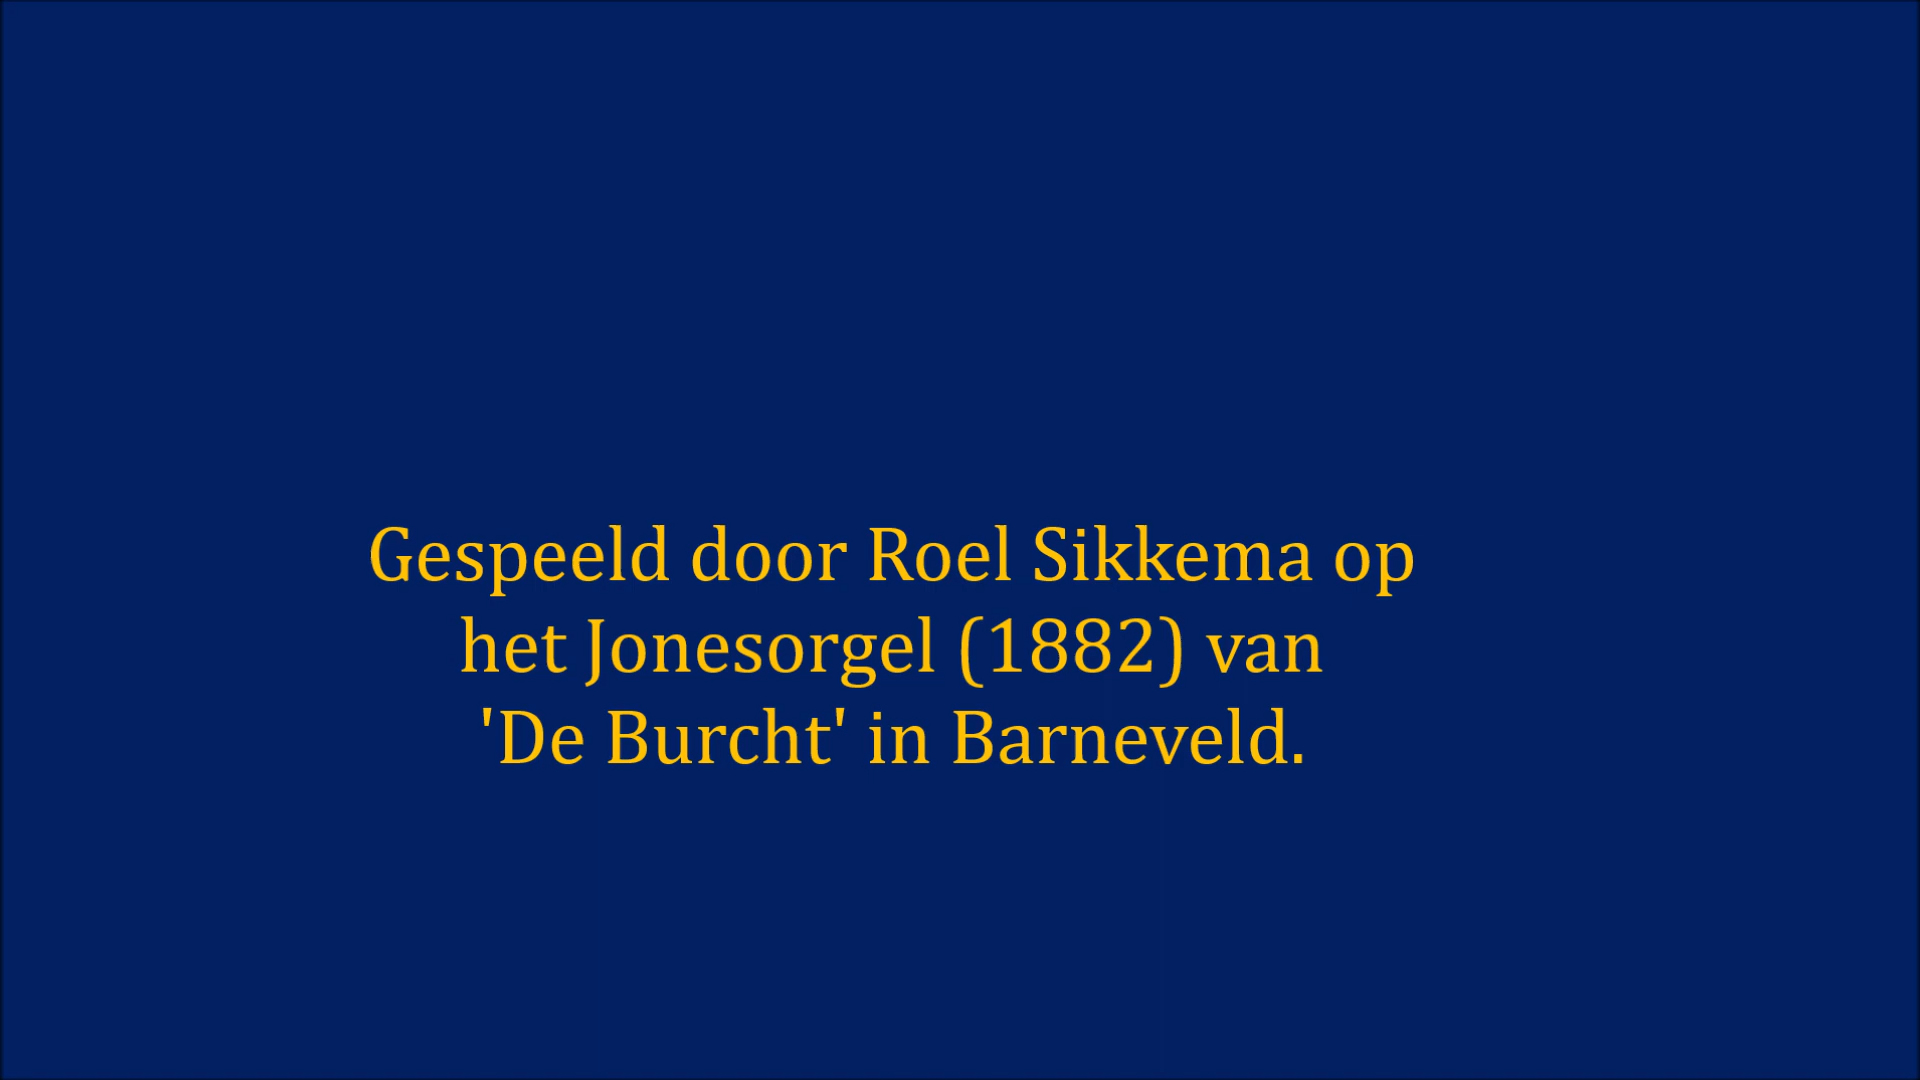 Gespeeld door Roel Sikkema op
het Jonesorgel (1882) van
'De Burcht' in Barneveld.